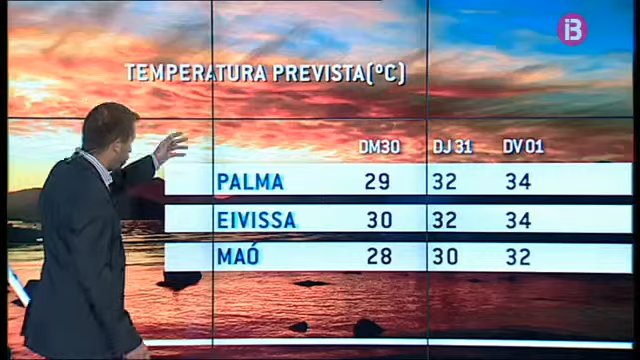 iB3
TEMPERATURA PREVISTA(ºC)
DM30 DJ 31 DV 01
PALMA 29 32 34
EIVISSA 30 32 34
MAÓ 28 30 32